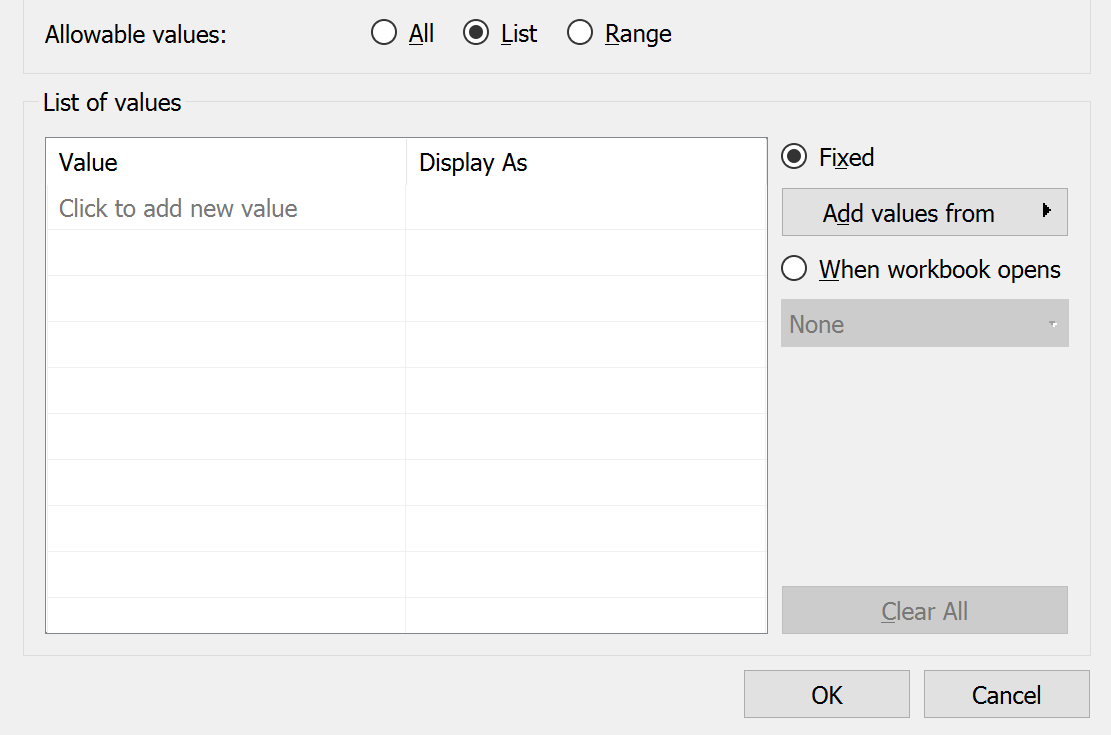 Allowable values: All List Range
List of values
Value Display As
Click to add new value
Fixed
Add values from
When workbook opens
None
Clear All
OK Cancel